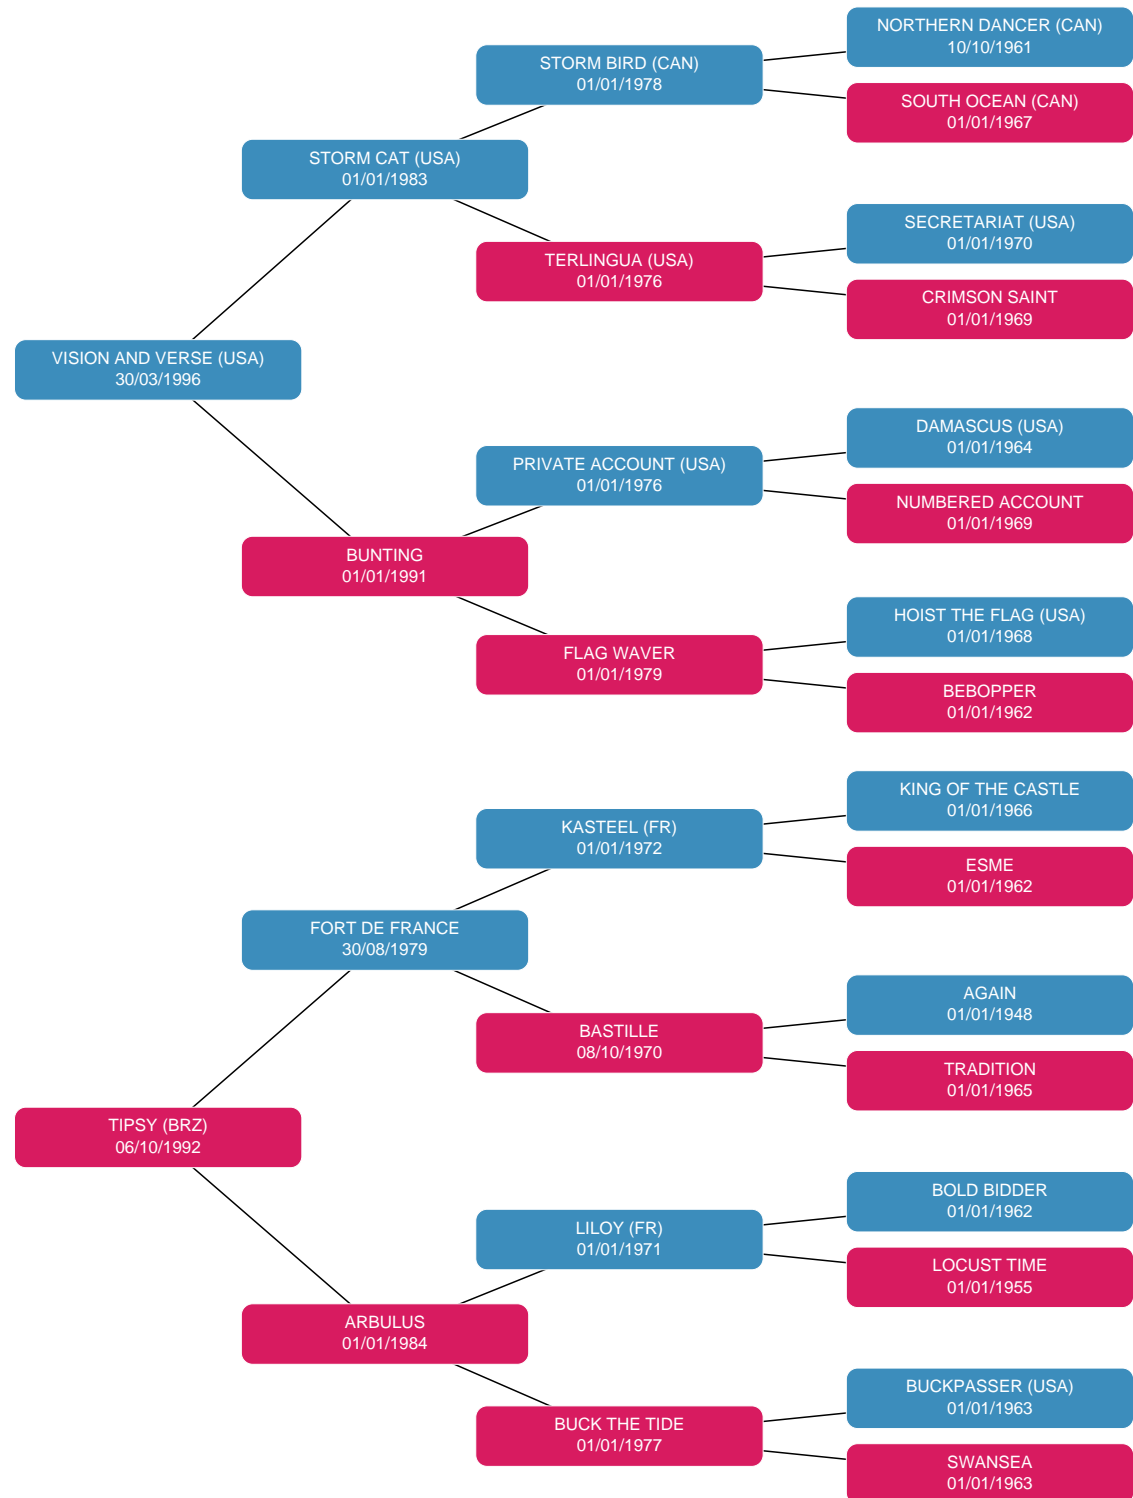 NORTHERN DANCER (CAN)
10/10/1961
STORM BIRD (CAN)
01/01/1978
SOUTH OCEAN (CAN)
01/01/1967
STORM CAT (USA)
01/01/1983
SECRETARIAT (USA)
01/01/1970
TERLINGUA (USA)
01/01/1976
CRIMSON SAINT
01/01/1969
VISION AND VERSE (USA)
30/03/1996
DAMASCUS (USA)
01/01/1964
PRIVATE ACCOUNT (USA)
01/01/1976
NUMBERED ACCOUNT
01/01/1969
BUNTING
01/01/1991
HOIST THE FLAG (USA)
01/01/1968
FLAG WAVER
01/01/1979
BEBOPPER
01/01/1962
KING OF THE CASTLE
01/01/1966
KASTEEL (FR)
01/01/1972
ESME
01/01/1962
FORT DE FRANCE
30/08/1979
AGAIN
01/01/1948
BASTILLE
08/10/1970
TRADITION
01/01/1965
TIPSY (BRZ)
06/10/1992
BOLD BIDDER
01/01/1962
LILOY (FR)
01/01/1971
LOCUST TIME
01/01/1955
ARBULUS
01/01/1984
BUCKPASSER (USA)
01/01/1963
BUCK THE TIDE
01/01/1977
SWANSEA
01/01/1963